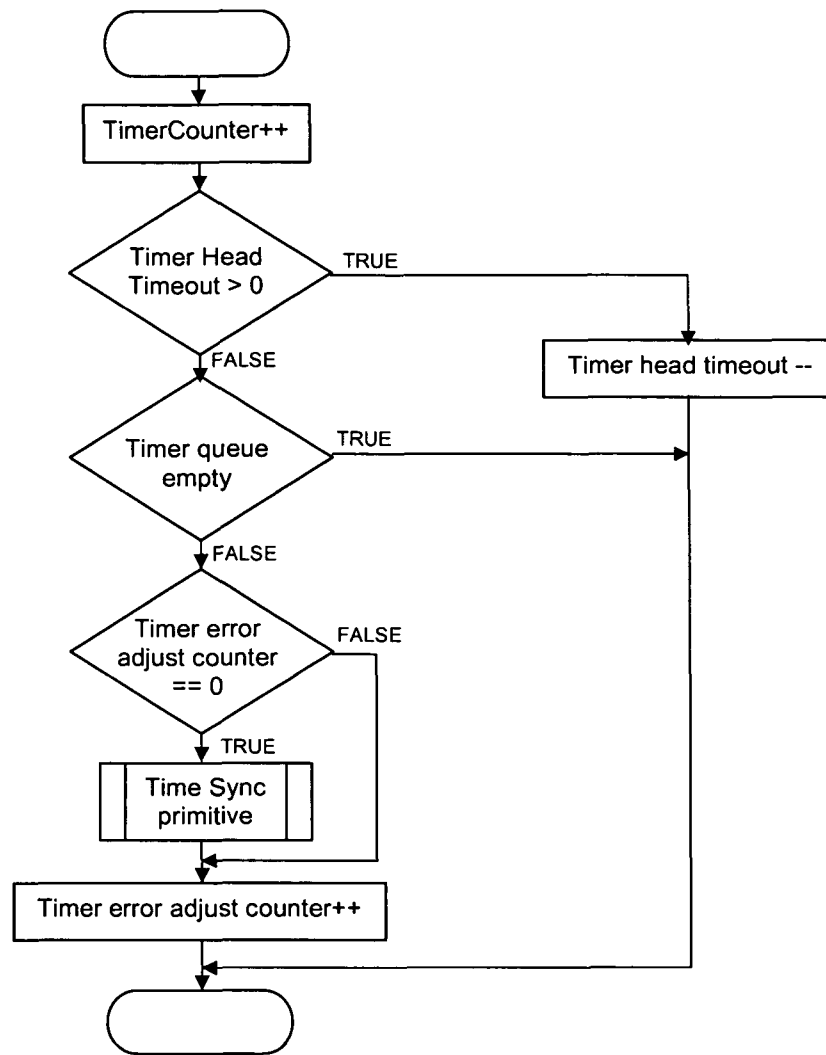 TimerCounter++
Timer Head
Timeout > 0
TRUE
FALSE
Timer head timeout --
Timer queue
empty
TRUE
FALSE
Timer error
adjust counter
== 0
FALSE
TRUE
Time Sync
primitive
Timer error adjust counter++